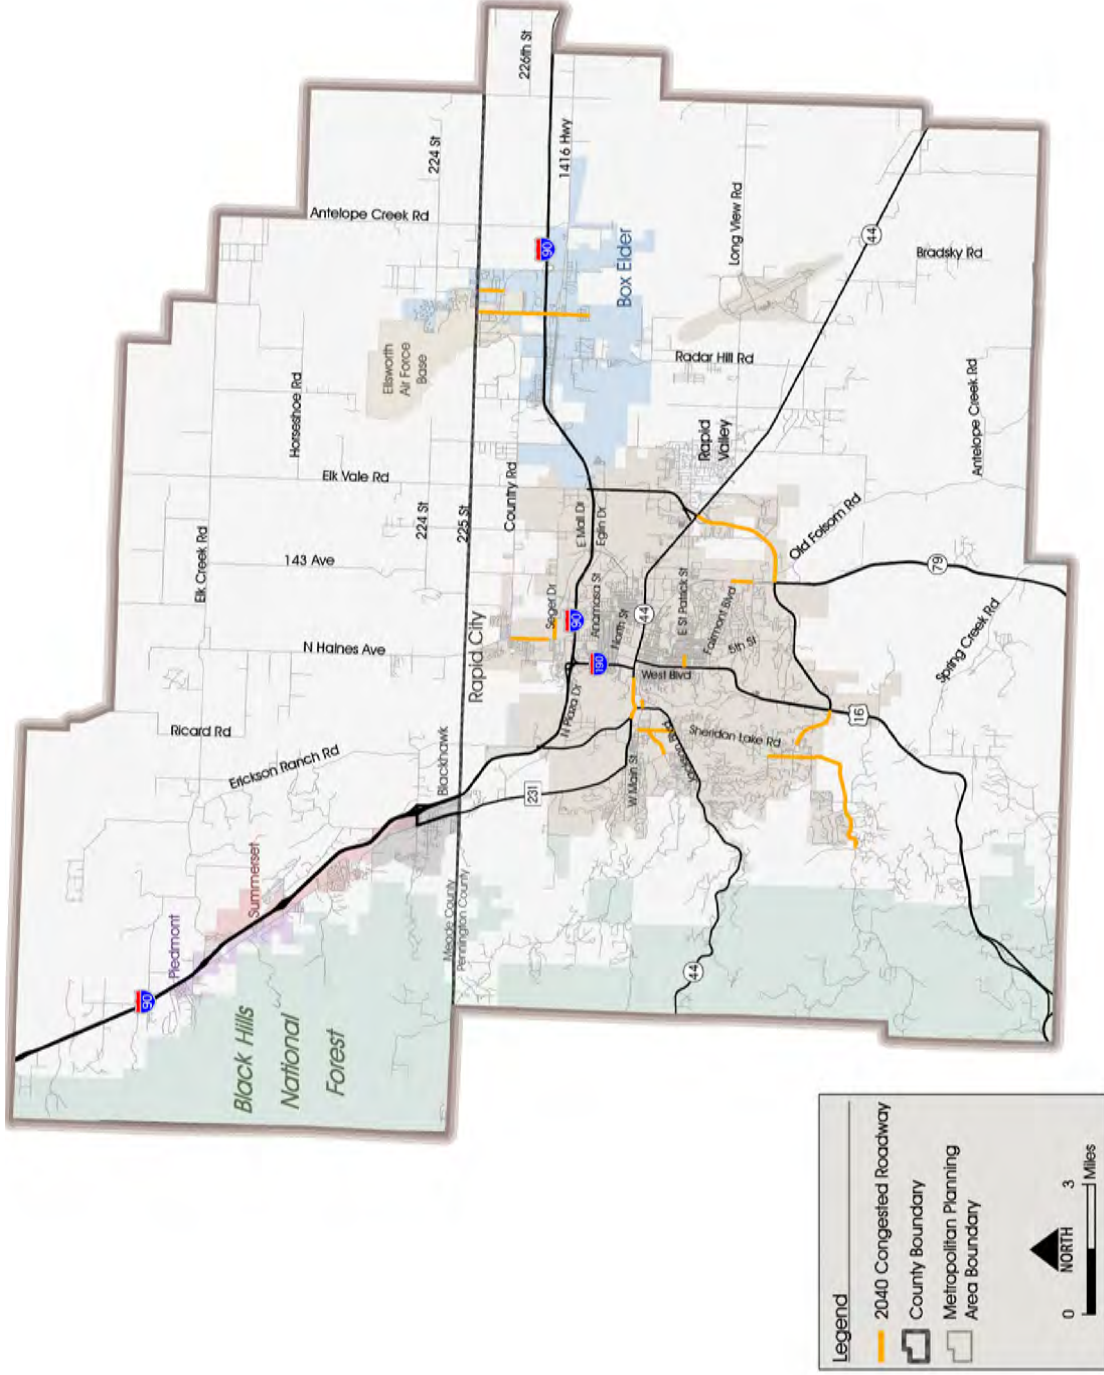 226th St
224 St
1416 Hwy
Antelope Creek Rd
Long View Rd
90
44
Bradsky Rd
Box Elder
Ellsworth
Air Force
Base
Radar Hill Rd
Horseshoe Rd
Antelope Creek Rd
Rapid
Valley
Elk Vale Rd
Country Rd
224 St
225 St
E Mall Dr
Eglin Dr
Old Folsom Rd
Elk Creek Rd
143 Ave
79
Seger Dr
90
Anamosa St
North St
44
E St Patrick St
Fairmont Blvd
5th St
Spring Creek Rd
N Haines Ave
Rapid City
190
West Blvd
N Plaza Dr
16
Ricard Rd
Sheridan Lake Rd
Erickson Ranch Rd
Blackhawk
W Main St
231
Summerset
Piedmont
Meade County
Pennington County
44
90
Black Hills
National
Forest
Legend
2040 Congested Roadway
County Boundary
Metropolitan Planning
Area Boundary
NORTH
0 3
Miles